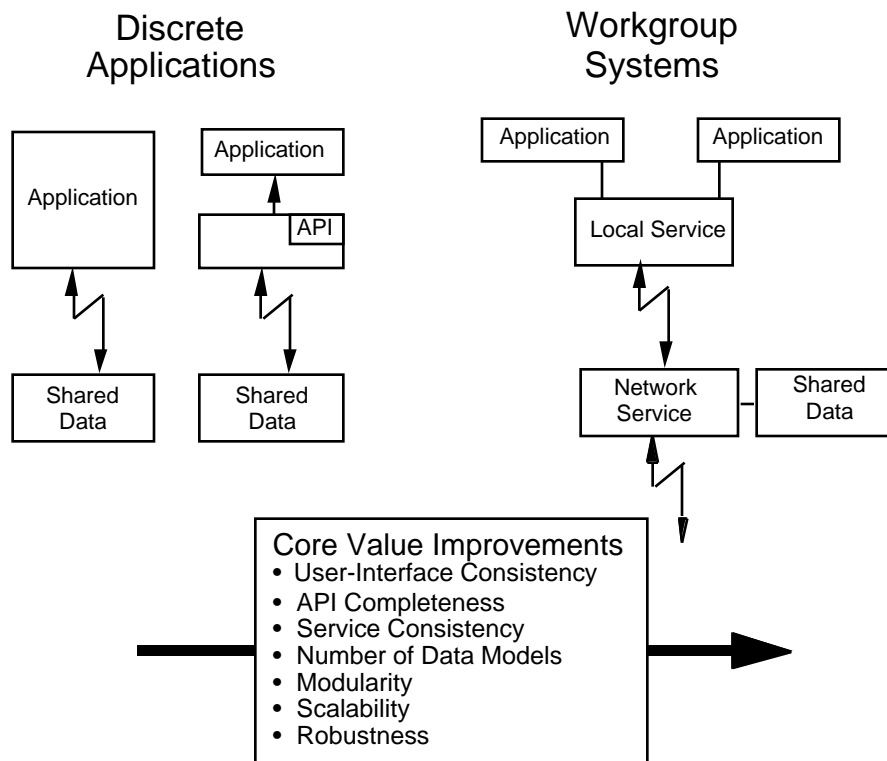 Discrete
Applications
Workgroup
Systems
Application
Application
API
Shared
Data
Shared
Data
Application
Application
Local Service
Network
Service
Shared
Data
Core Value Improvements
• User-Interface Consistency
• API Completeness
• Service Consistency
• Number of Data Models
• Modularity
• Scalability
• Robustness